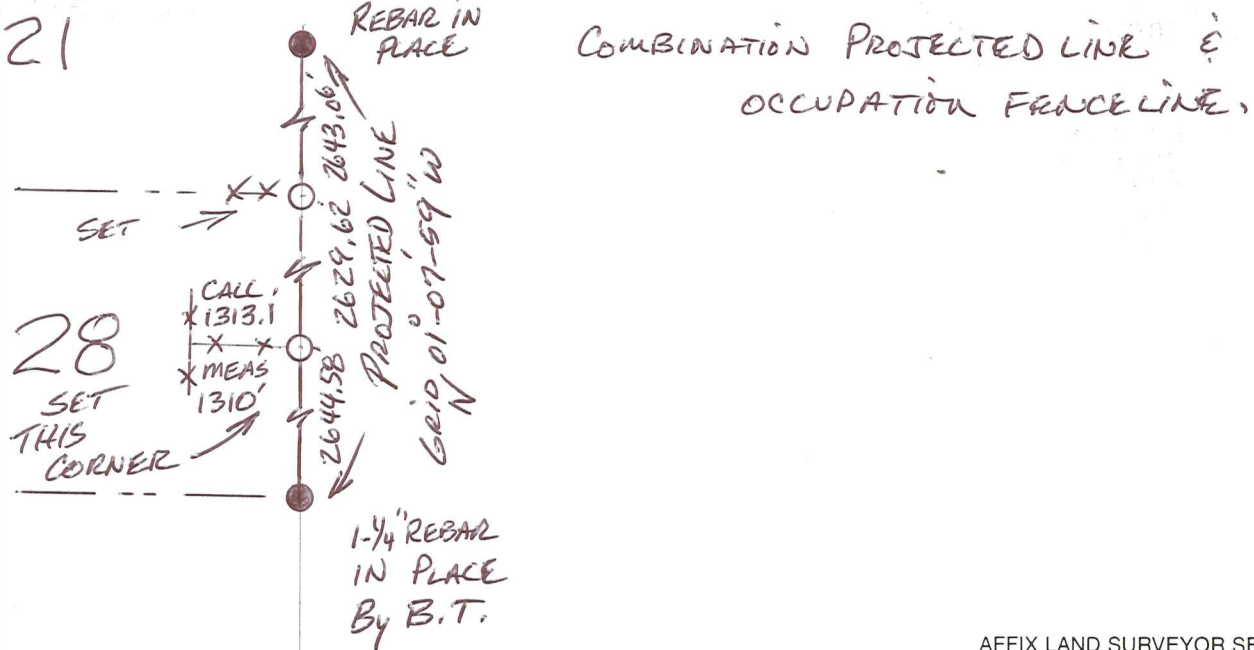 21
REBAR IN
PLACE
COMBINATION PROJECTED LINE &
OCCUPATION FENCELINE.
2643.06'
SET
2629.62
PROJECTED LINE
GRID N 01°-07'-59" W
28
CALL
1313.1'
MEAS
1310'
SET
THIS
CORNER
2644.58
1-1/4" REBAR
IN PLACE
By B.T.
AFFIX LAND SURVEYOR